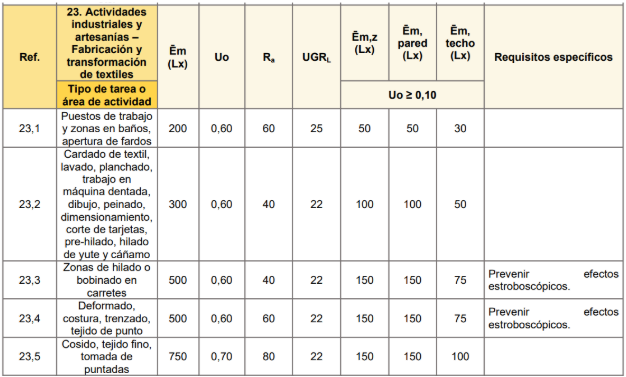 Ref.
23. Actividades
industriales y
artesanías –
Fabricación y
transformación
de textiles
Tipo de tarea o
área de actividad
Ēm
(Lx)
Uo
Ra
UGRL
Ēm,z
(Lx)
Ēm,
pared
(Lx)
Ēm,
techo
(Lx)
Uo ≥ 0,10
Requisitos específicos
23,1
Puestos de trabajo
y zonas en baños,
apertura de fardos
200
0,60
60
25
50
50
30
23,2
Cardado de textil,
lavado, planchado,
trabajo en
máquina dentada,
dibujo, peinado,
dimensionamiento,
corte de tarjetas,
pre-hilado, hilado
de yute y cáñamo
300
0,60
40
22
100
100
50
23,3
Zonas de hilado o
bobinado en
carretes
500
0,60
40
22
150
150
75
Prevenir efectos
estroboscópicos.
23,4
Deformado,
costura, trenzado,
tejido de punto
500
0,60
60
22
150
150
75
Prevenir efectos
estroboscópicos.
23,5
Cosido, tejido fino,
tomada de
puntadas
750
0,70
80
22
150
150
100